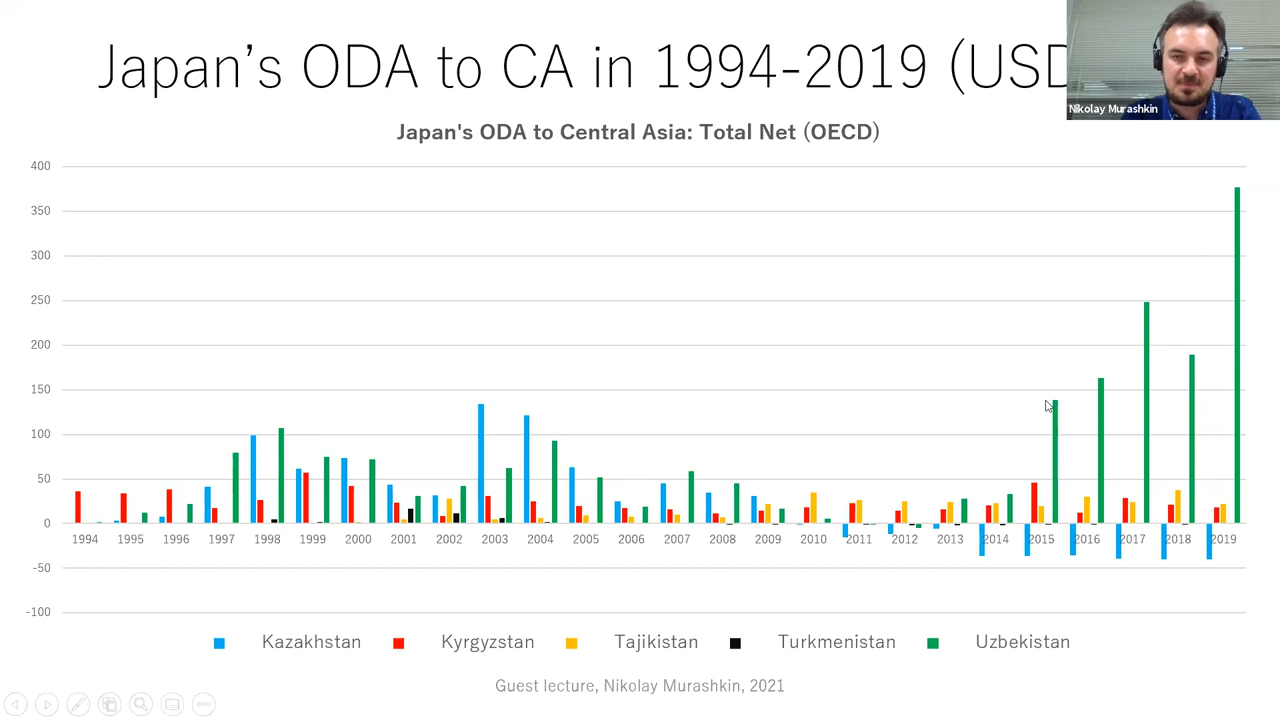 Japan's ODA to CA in 1994-2019 (USD
Nikolay Murashkin
Japan's ODA to Central Asia: Total Net (OECD)
400
350
300
250
200
150
100
50
0
1994 1995 1996 1997 1998 1999 2000 2001 2002 2003 2004 2005 2006 2007 2008 2009 2010 2011 2012 2013 2014 2015 2016 2017 2018 2019
-50
-100
Kazakhstan Kyrgyzstan Tajikistan Turkmenistan Uzbekistan
Guest lecture, Nikolay Murashkin, 2021